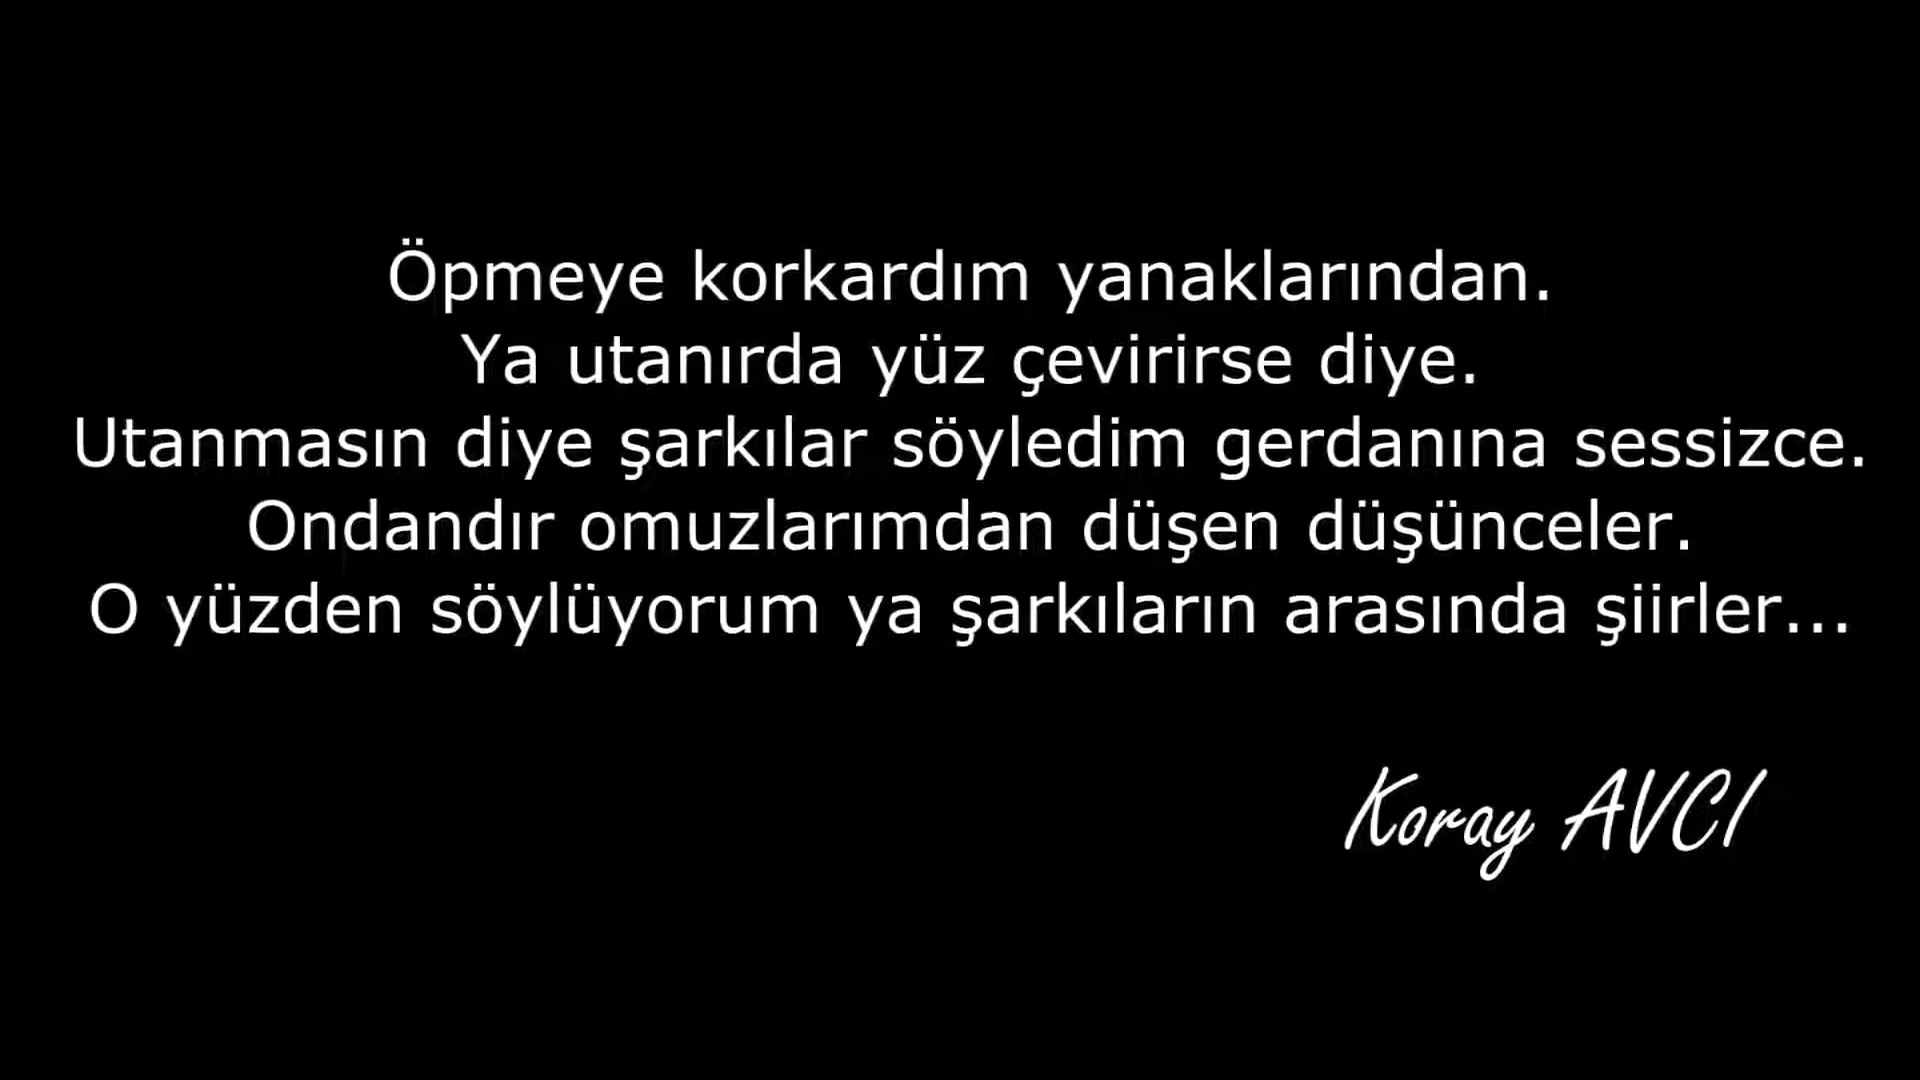 Öpmeye korkardım yanaklarından.
Ya utanırda yüz çevirirse diye.
Utanmasın diye şarkılar söyledim gerdanına sessizce.
Ondandır omuzlarımdan düşen düşünceler.
O yüzden söylüyorum ya şarkıların arasında şiirler...
Koray AVCI